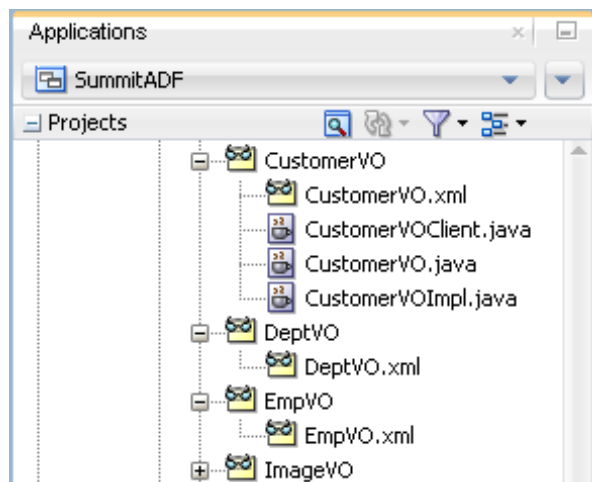 Applications
SummitADF
Projects
CustomerVO
CustomerVO.xml
CustomerVOClient.java
CustomerVO.java
CustomerVOImpl.java
DeptVO
DeptVO.xml
EmpVO
EmpVO.xml
ImageVO